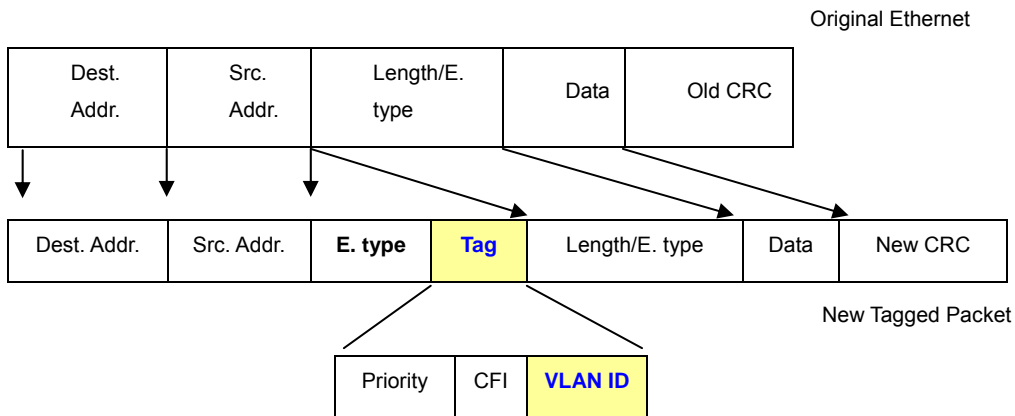 Original Ethernet
Dest.
Addr.
Src.
Addr.
Length/E.
type
Data
Old CRC
Dest. Addr.
Src. Addr.
E. type
Tag
Length/E. type
Data
New CRC
New Tagged Packet
Priority
CFI
VLAN ID